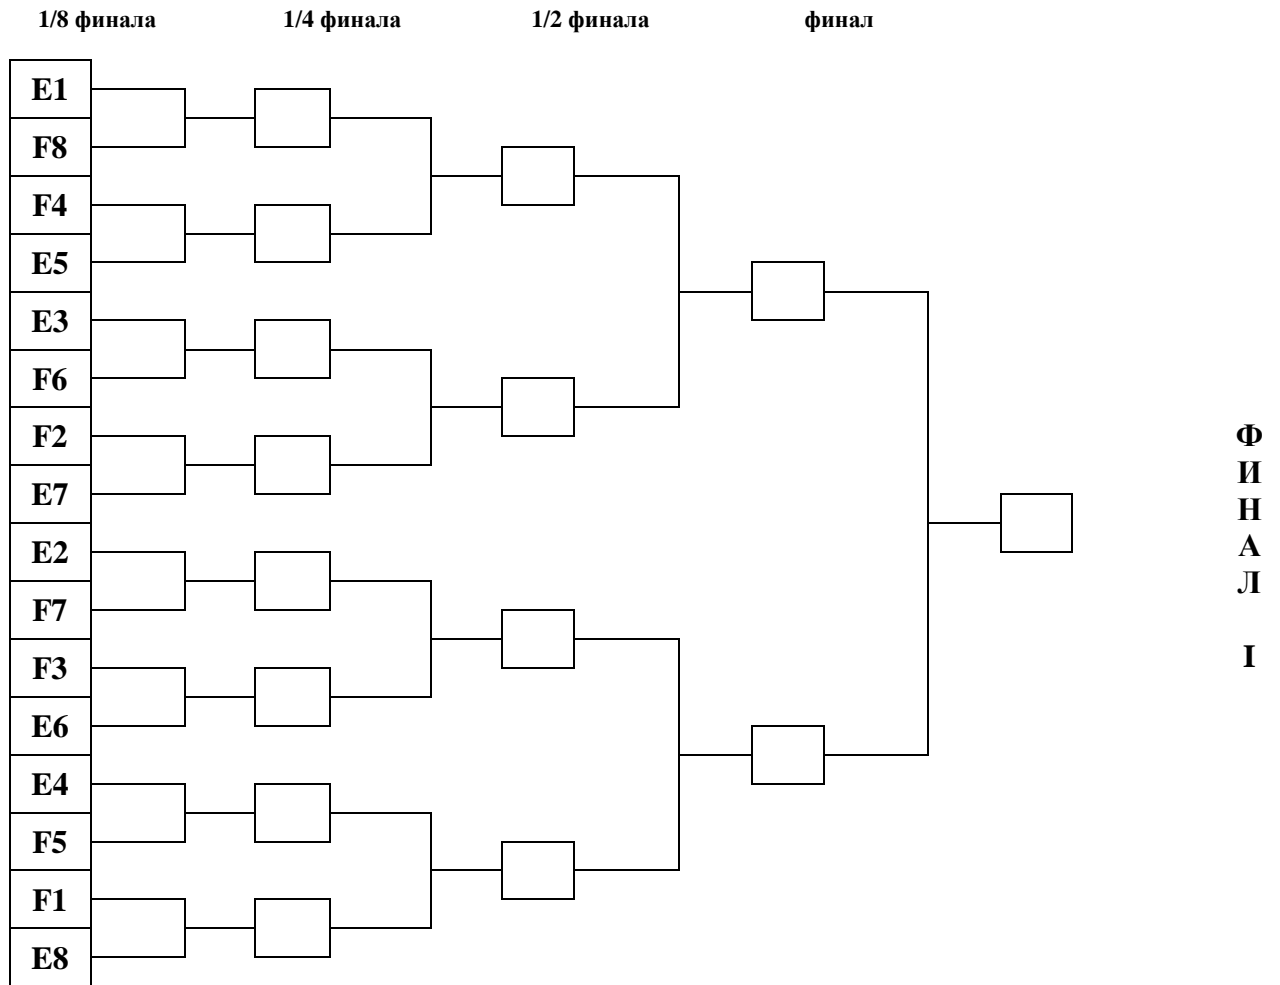 1/8 финала 1/4 финала 1/2 финала финал
E1
F8
F4
E5
E3
F6
F2
E7
E2
F7
F3
E6
E4
F5
F1
E8
Ф
И
Н
А
Л
I